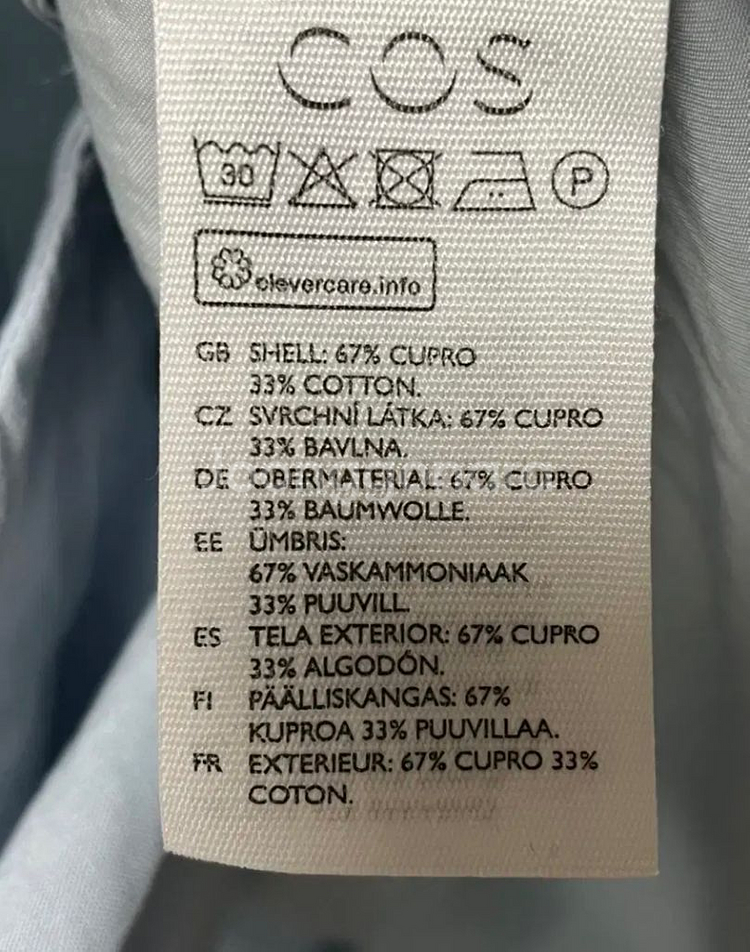 COS
30 P
clevercare.info
GB SHELL: 67% CUPRO
33% COTTON.
CZ SVRCHNÍ LÁTKA: 67% CUPRO
33% BAVLNA.
DE OBERMATERIAL: 67% CUPRO
33% BAUMWOLLE.
EE ÜMBRIS:
67% VASKAMMONIAAK
33% PUUVILL.
ES TELA EXTERIOR: 67% CUPRO
33% ALGODÓN.
FI PÄÄLLISKANGAS: 67%
KUPROA 33% PUUVILLAA.
FR EXTERIEUR: 67% CUPRO 33%
COTON.